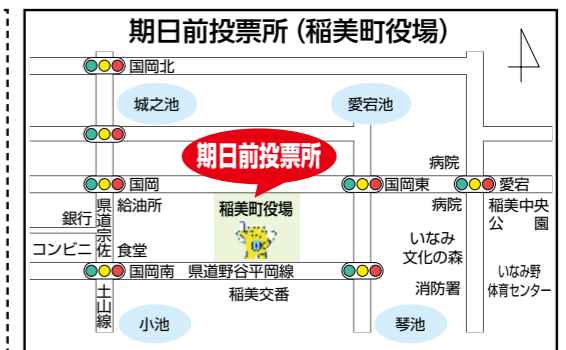 期日前投票所（稲美町役場）
国岡北
城之池
愛宕池
期日前投票所
病院
国岡
国岡東
愛宕
県道宗佐
土山線
給油所
銀行
稲美町役場
病院
稲美中央
公園
コンビニ
食堂
いなみ
文化の森
国岡南
県道野谷平岡線
いなみ野
体育センター
稲美交番
消防署
小池
琴池